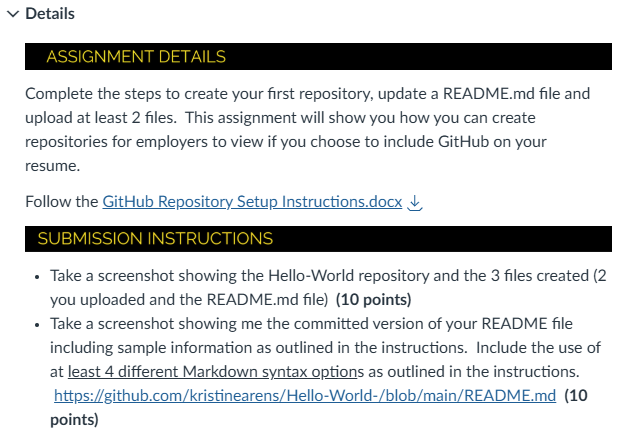 Details
ASSIGNMENT DETAILS
Complete the steps to create your first repository, update a README.md file and
upload at least 2 files.  This assignment will show you how you can create
repositories for employers to view if you choose to include GitHub on your
resume.
Follow the GitHub Repository Setup Instructions.docx
SUBMISSION INSTRUCTIONS
• Take a screenshot showing the Hello-World repository and the 3 files created (2
you uploaded and the README.md file)  (10 points)
• Take a screenshot showing me the committed version of your README file
including sample information as outlined in the instructions.  Include the use of
at least 4 different Markdown syntax options as outlined in the instructions.
https://github.com/kristinearens/Hello-World-/blob/main/README.md  (10
points)